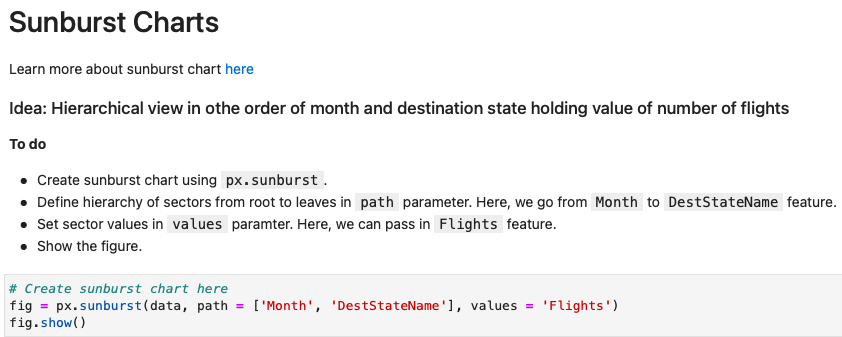 Sunburst Charts
Learn more about sunburst chart here
Idea: Hierarchical view in othe order of month and destination state holding value of number of flights
To do
• Create sunburst chart using px.sunburst.
• Define hierarchy of sectors from root to leaves in path parameter. Here, we go from Month to DestStateName feature.
• Set sector values in values paramter. Here, we can pass in Flights feature.
• Show the figure.
# Create sunburst chart here
fig = px.sunburst(data, path = ['Month', 'DestStateName'], values = 'Flights')
fig.show()